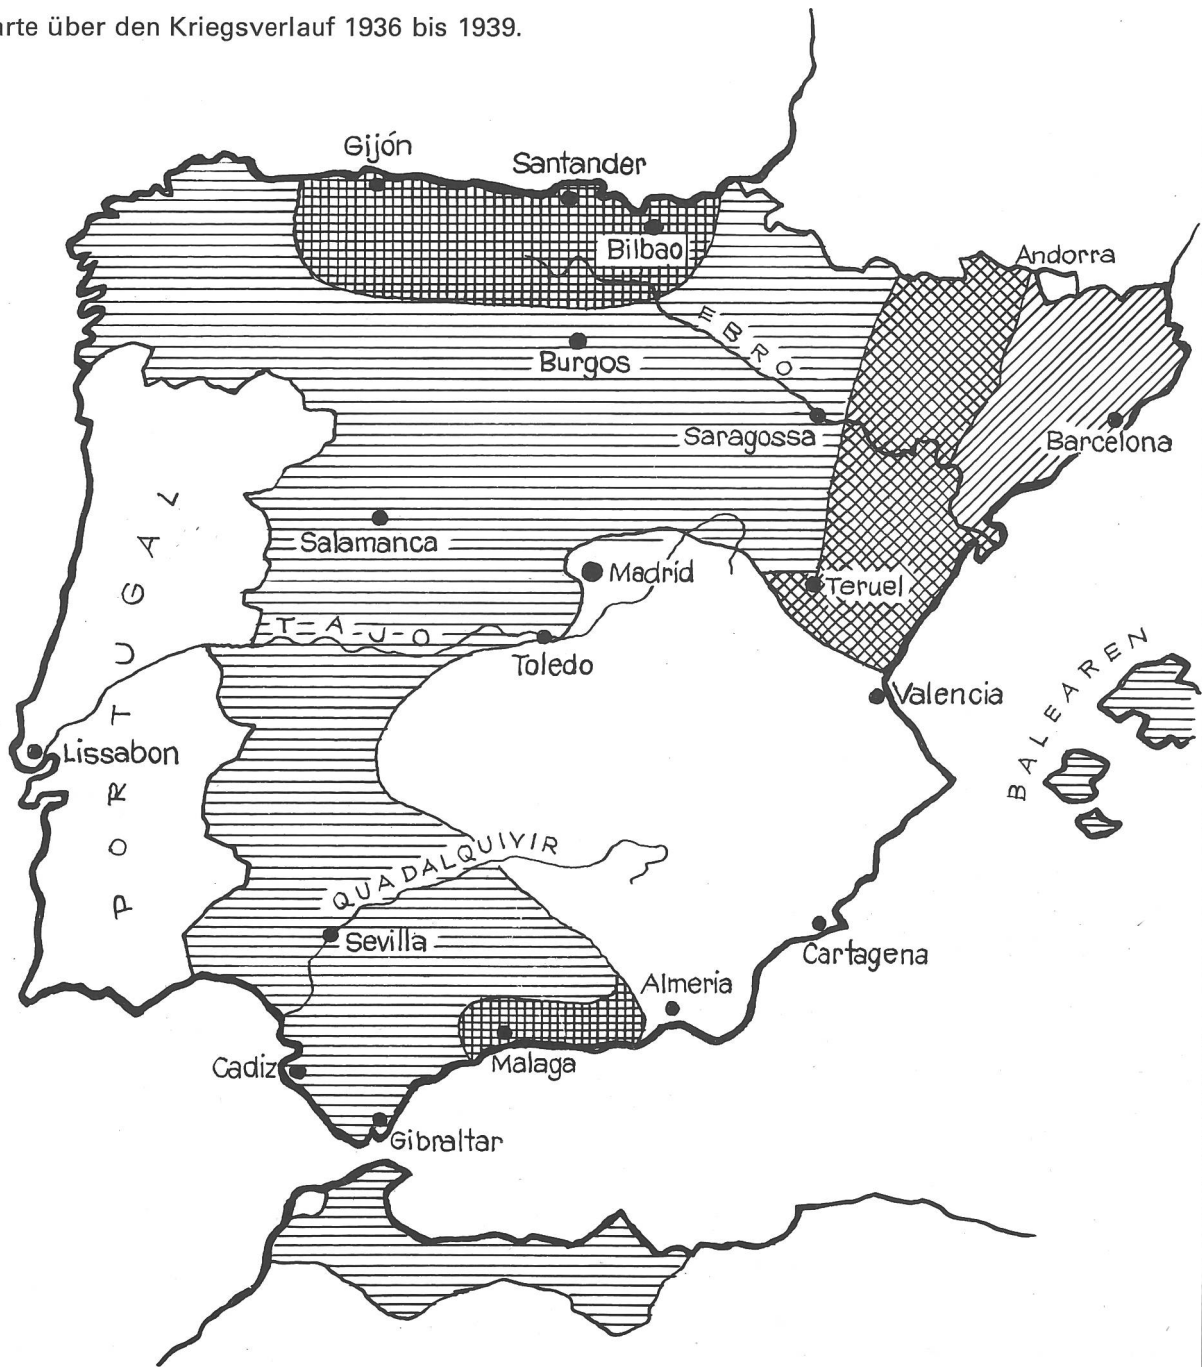 arte über den Kriegsverlauf 1936 bis 1939.
Gijón
Santander
Bilbao
Andorra
EBRO
Burgos
Saragossa
Barcelona
Salamanca
Madrid
Teruel
TAJO
Toledo
Valencia
BALEAREN
PORTUGAL
Lissabon
QUADALQUIVIR
Sevilla
Cartagena
Almeria
Malaga
Cadiz
Gibraltar